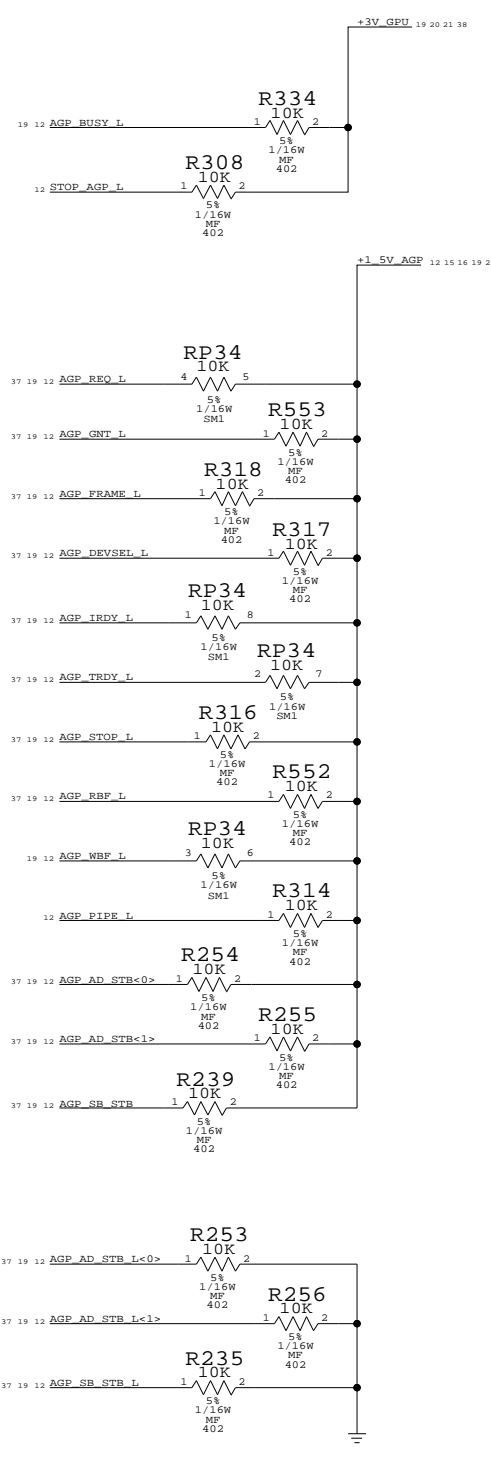 +3V_GPU 19 20 21 38
R334
10K
19 12 AGP_BUSY_L 1 2
5%
1/16W
MF
402
R308
10K
12 STOP_AGP_L 1 2
5%
1/16W
MF
402
+1_5V_AGP 12 15 16 19 2
RP34
10K
37 19 12 AGP_REQ_L 4 5
5%
1/16W
SM1
R553
10K
37 19 12 AGP_GNT_L 1 2
5%
1/16W
MF
402
R318
10K
37 19 12 AGP_FRAME_L 1 2
5%
1/16W
MF
402
R317
10K
37 19 12 AGP_DEVSEL_L 1 2
5%
1/16W
MF
402
RP34
10K
37 19 12 AGP_IRDY_L 1 8
5%
1/16W
SM1
RP34
10K
37 19 12 AGP_TRDY_L 2 7
5%
1/16W
SM1
R316
10K
37 19 12 AGP_STOP_L 1 2
5%
1/16W
MF
402
R552
10K
37 19 12 AGP_RBF_L 1 2
5%
1/16W
MF
402
RP34
10K
19 12 AGP_WBF_L 3 6
5%
1/16W
SM1
R314
10K
12 AGP_PIPE_L 1 2
5%
1/16W
MF
402
R254
10K
37 19 12 AGP_AD_STB<0> 1 2
5%
1/16W
MF
402
R255
10K
37 19 12 AGP_AD_STB<1> 1 2
5%
1/16W
MF
402
R239
10K
37 19 12 AGP_SB_STB 1 2
5%
1/16W
MF
402
R253
10K
37 19 12 AGP_AD_STB_L<0> 1 2
5%
1/16W
MF
402
R256
10K
37 19 12 AGP_AD_STB_L<1> 1 2
5%
1/16W
MF
402
R235
10K
37 19 12 AGP_SB_STB_L 1 2
5%
1/16W
MF
402